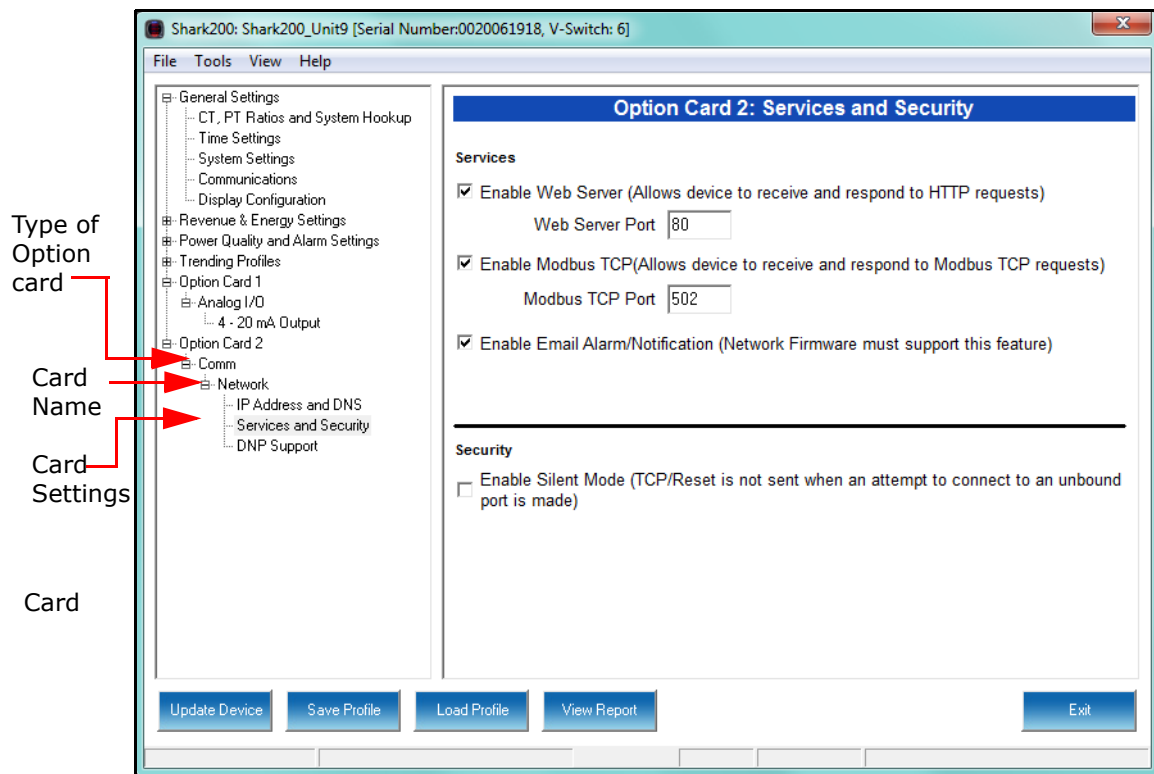 Shark200: Shark200_Unit9 [Serial Number:0020061918, V-Switch: 6]
File Tools View Help
General Settings
CT, PT Ratios and System Hookup
Time Settings
System Settings
Communications
Display Configuration
Revenue & Energy Settings
Power Quality and Alarm Settings
Trending Profiles
Option Card 1
Analog I/O
4 - 20 mA Output
Option Card 2
Comm
Network
IP Address and DNS
Services and Security
DNP Support
Type of
Option
card
Card
Name
Card
Settings
Card
Option Card 2: Services and Security
Services
Enable Web Server (Allows device to receive and respond to HTTP requests)
Web Server Port 80
Enable Modbus TCP(Allows device to receive and respond to Modbus TCP requests)
Modbus TCP Port 502
Enable Email Alarm/Notification (Network Firmware must support this feature)
Security
Enable Silent Mode (TCP/Reset is not sent when an attempt to connect to an unbound
port is made)
Update Device
Save Profile
Load Profile
View Report
Exit